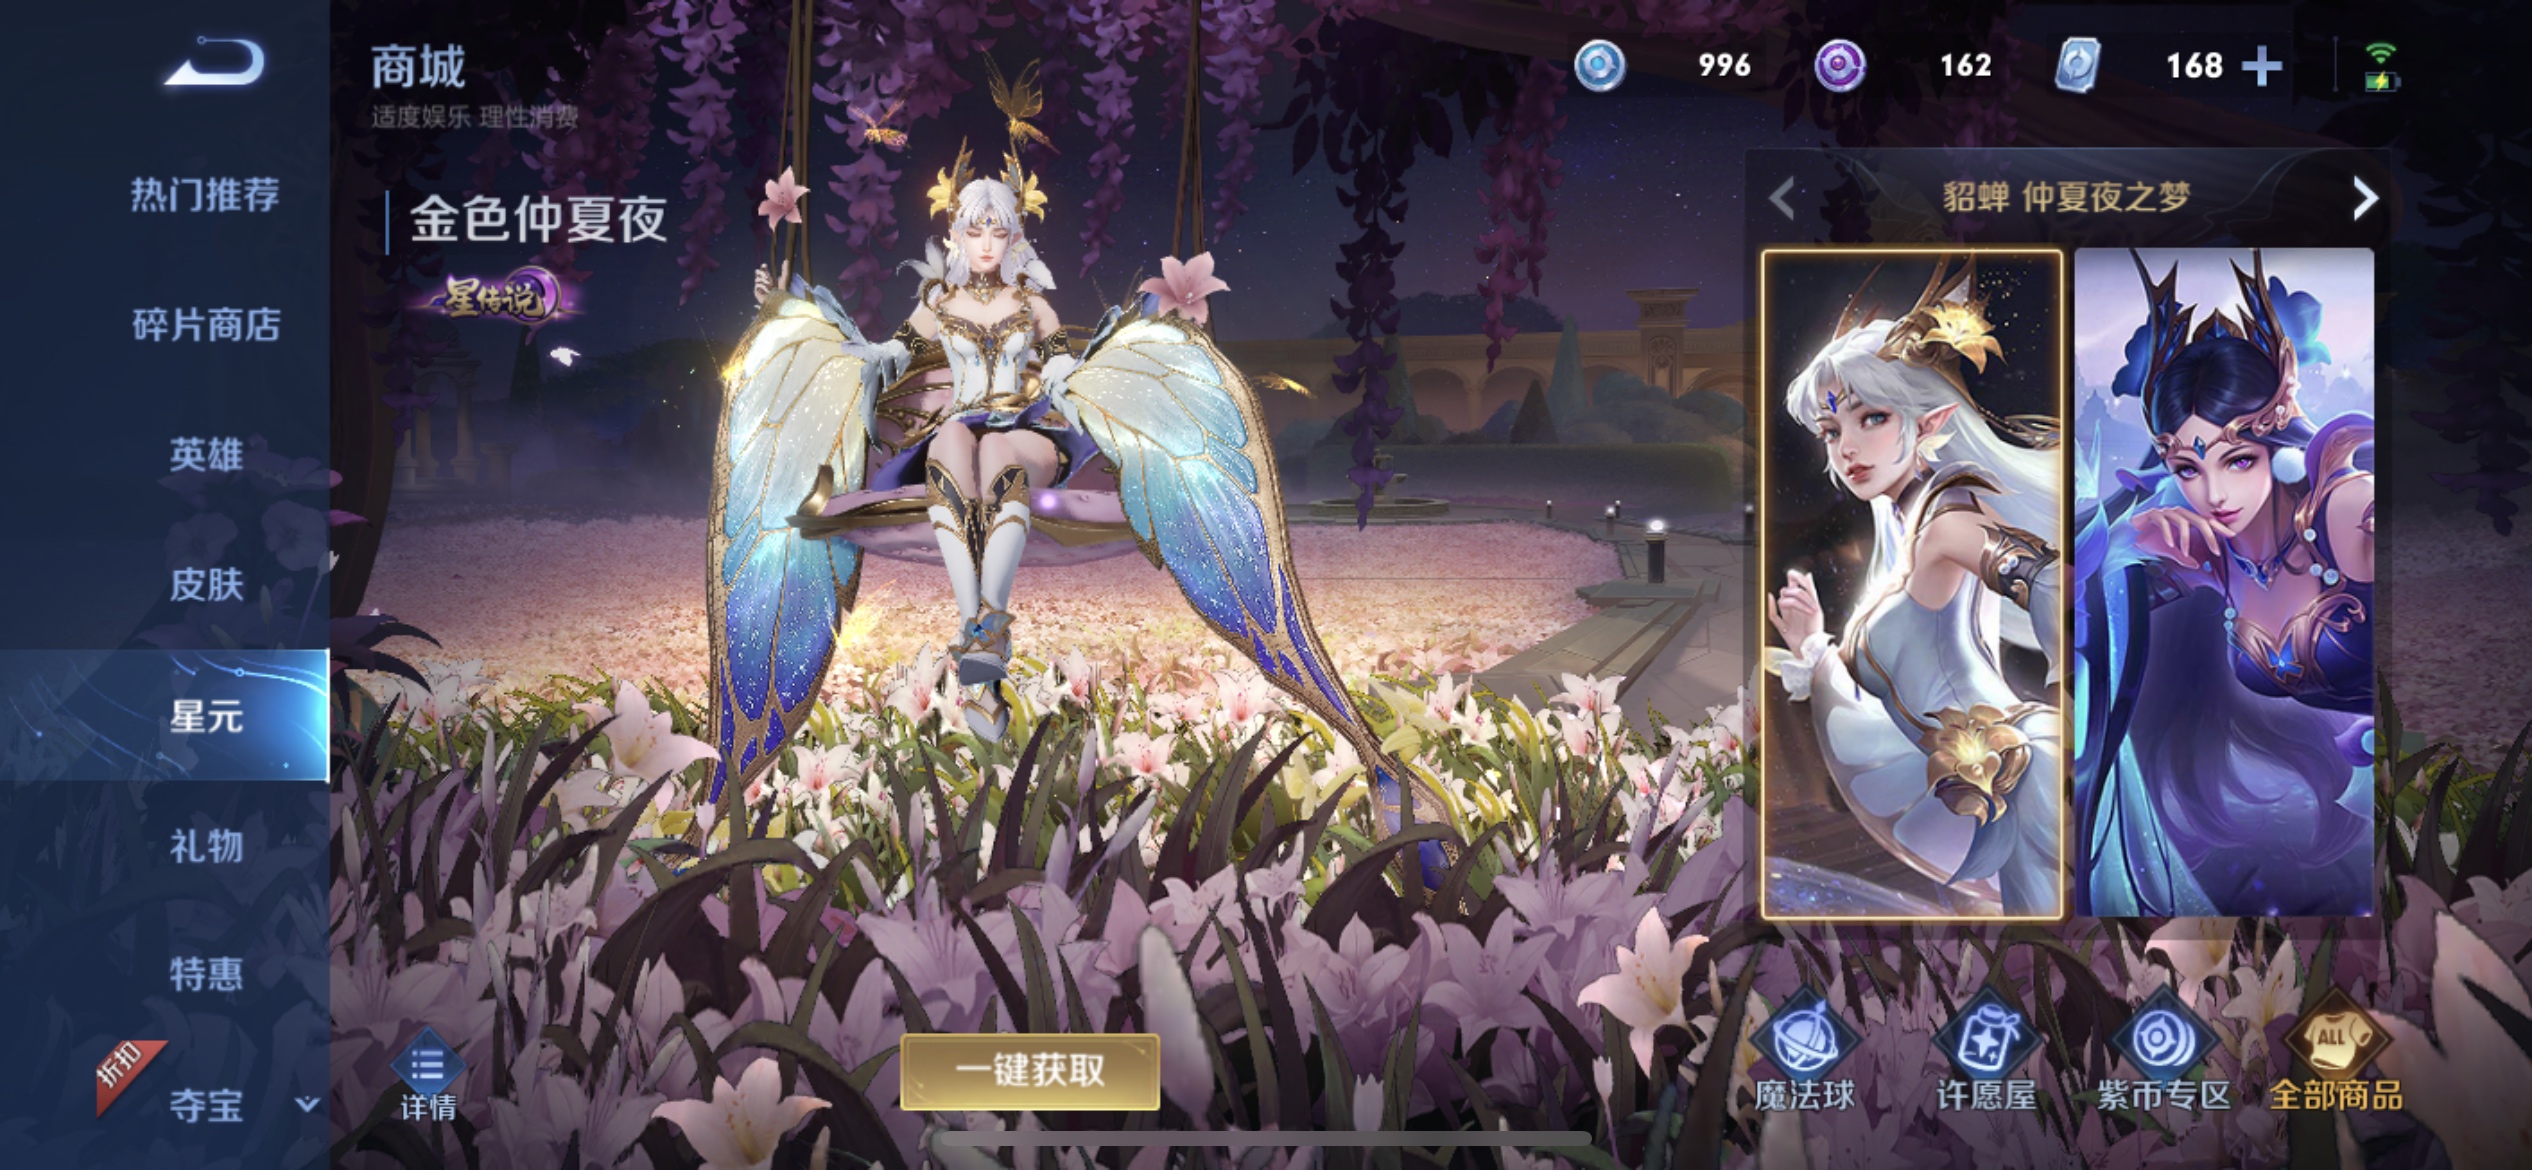 商城
适度娱乐 理性消费
996
162
168
热门推荐
碎片商店
英雄
皮肤
星元
礼物
特惠
折扣
夺宝
金色仲夏夜
星传说
貂蝉 仲夏夜之梦
详情
一键获取
魔法球
许愿屋
紫币专区
ALL
全部商品